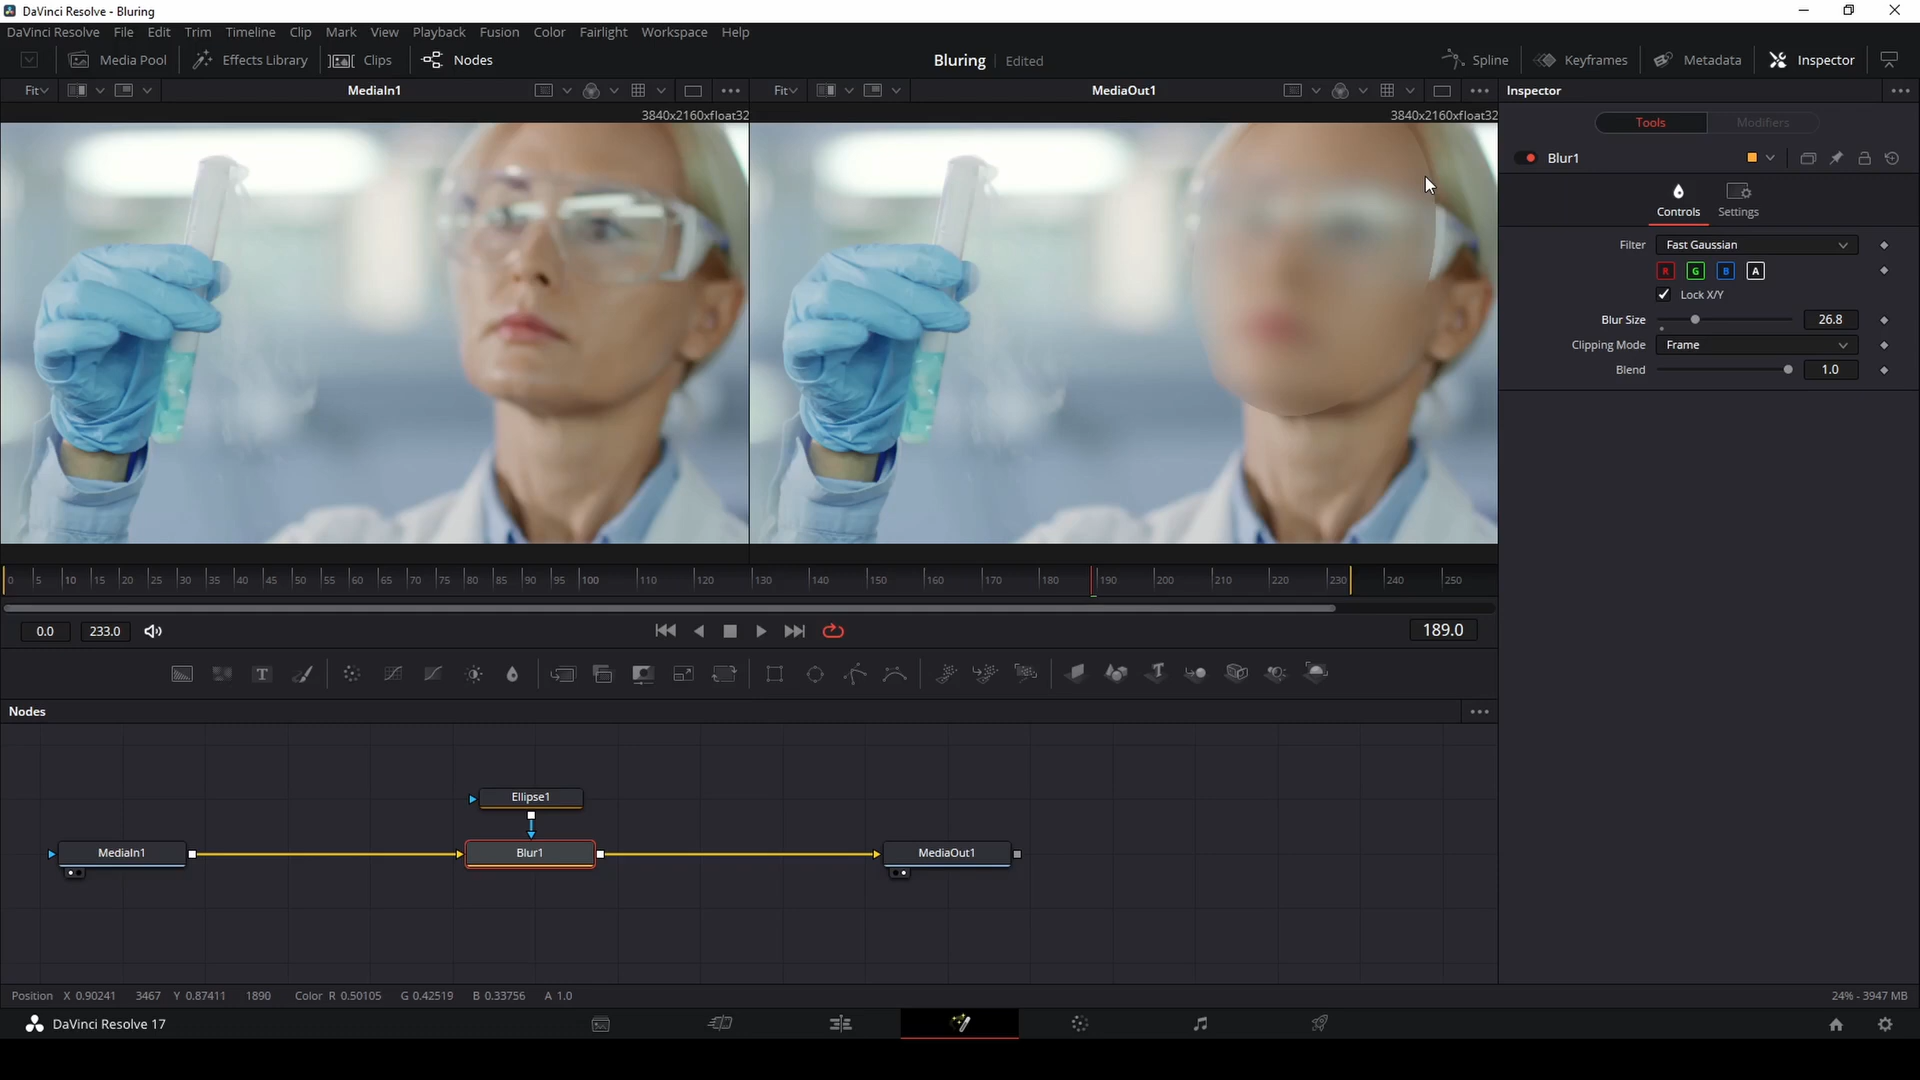 DaVinci Resolve - Bluring
DaVinci Resolve File Edit Trim Timeline Clip Mark View Playback Fusion Color Fairlight Workspace Help
Media Pool Effects Library Clips Nodes Bluring Edited Spline Keyframes Metadata Inspector
Fit MediaIn1 Fit MediaOut1 Inspector
3840x2160xfloat32 3840x2160xfloat32
Tools Modifiers
Blur1
Controls Settings
Filter Fast Gaussian
R G B A
Lock X/Y
Blur Size 26.8
Clipping Mode Frame
Blend 1.0
0 5 10 15 20 25 30 35 40 45 50 55 60 65 70 75 80 85 90 95 100 110 120 130 140 150 160 170 180 190 200 210 220 230 240 250
0.0 233.0 189.0
T T
Nodes
Ellipse1
MediaIn1 Blur1 MediaOut1
Position X 0.90241 3467 Y 0.87411 1890 Color R 0.50105 G 0.42519 B 0.33756 A 1.0 24% - 3947 MB
DaVinci Resolve 17